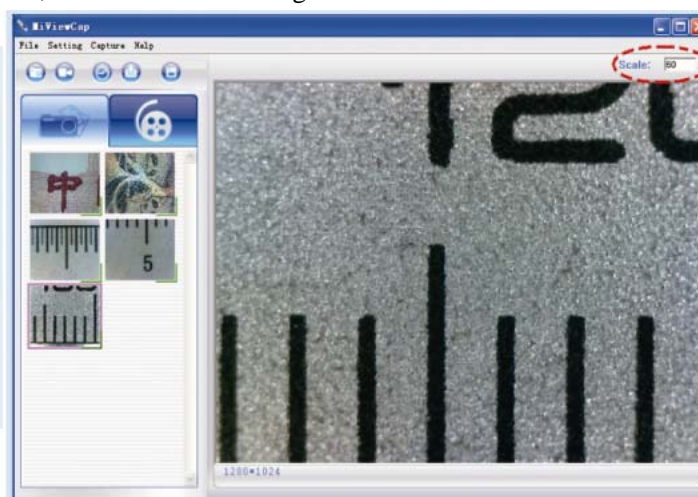 MiViewCap
File Setting Capture Help
Scale: 60
中
5
120
1280*1024